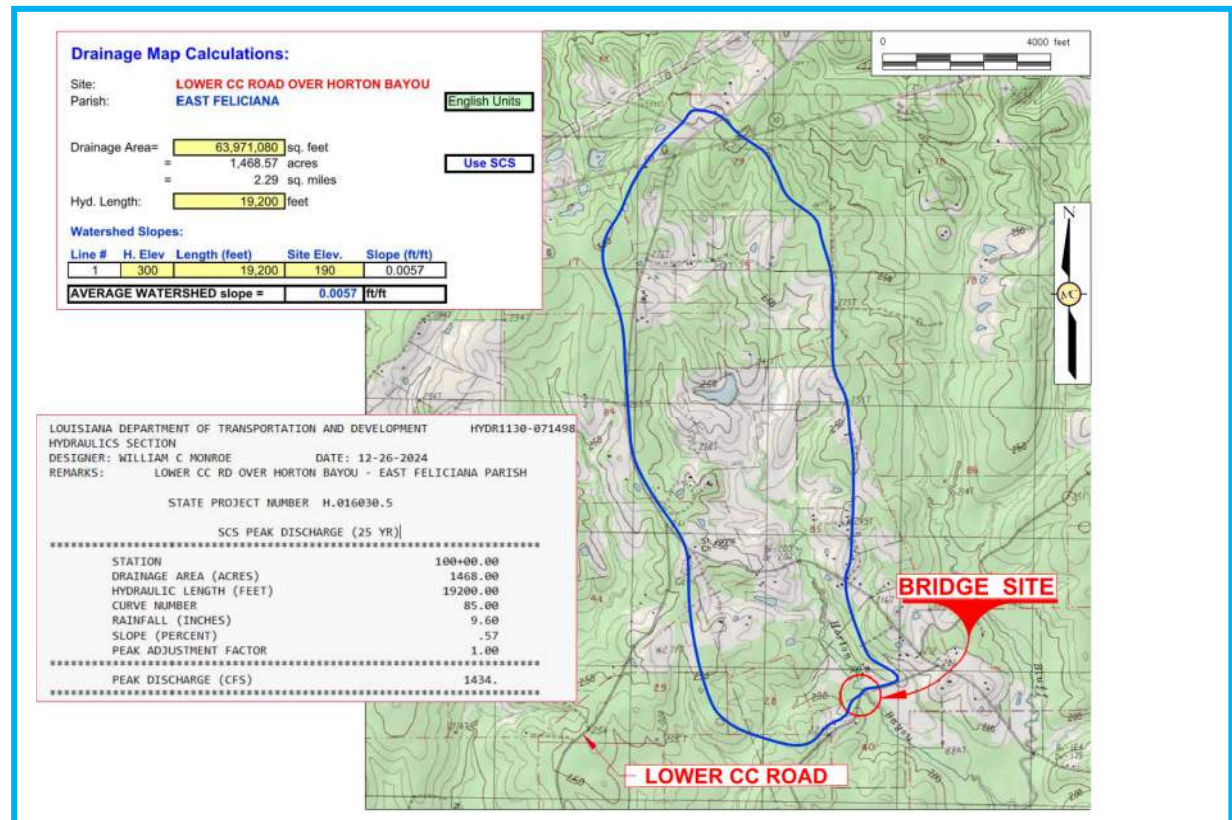 Drainage Map Calculations:
Site: LOWER CC ROAD OVER HORTON BAYOU
Parish: EAST FELICIANA English Units
Drainage Area= 63,971,080 sq. feet
= 1,468.57 acres Use SCS
= 2.29 sq. miles
Hyd. Length: 19,200 feet
Watershed Slopes:
Line # H. Elev Length (feet) Site Elev. Slope (ft/ft)
1 300 19,200 190 0.0057
AVERAGE WATERSHED slope = 0.0057 ft/ft
0 4000 feet
N
MC
LOUISIANA DEPARTMENT OF TRANSPORTATION AND DEVELOPMENT HYDR1130-071498
HYDRAULICS SECTION
DESIGNER: WILLIAM C MONROE DATE: 12-26-2024
REMARKS: LOWER CC RD OVER HORTON BAYOU - EAST FELICIANA PARISH
STATE PROJECT NUMBER H.016030.5
SCS PEAK DISCHARGE (25 YR)
STATION 100+00.00
DRAINAGE AREA (ACRES) 1468.00
HYDRAULIC LENGTH (FEET) 19200.00
CURVE NUMBER 85.00
RAINFALL (INCHES) 9.60
SLOPE (PERCENT) .57
PEAK ADJUSTMENT FACTOR 1.00
PEAK DISCHARGE (CFS) 1434.
BRIDGE SITE
Horton
Bayou
Bluff
LOWER CC ROAD